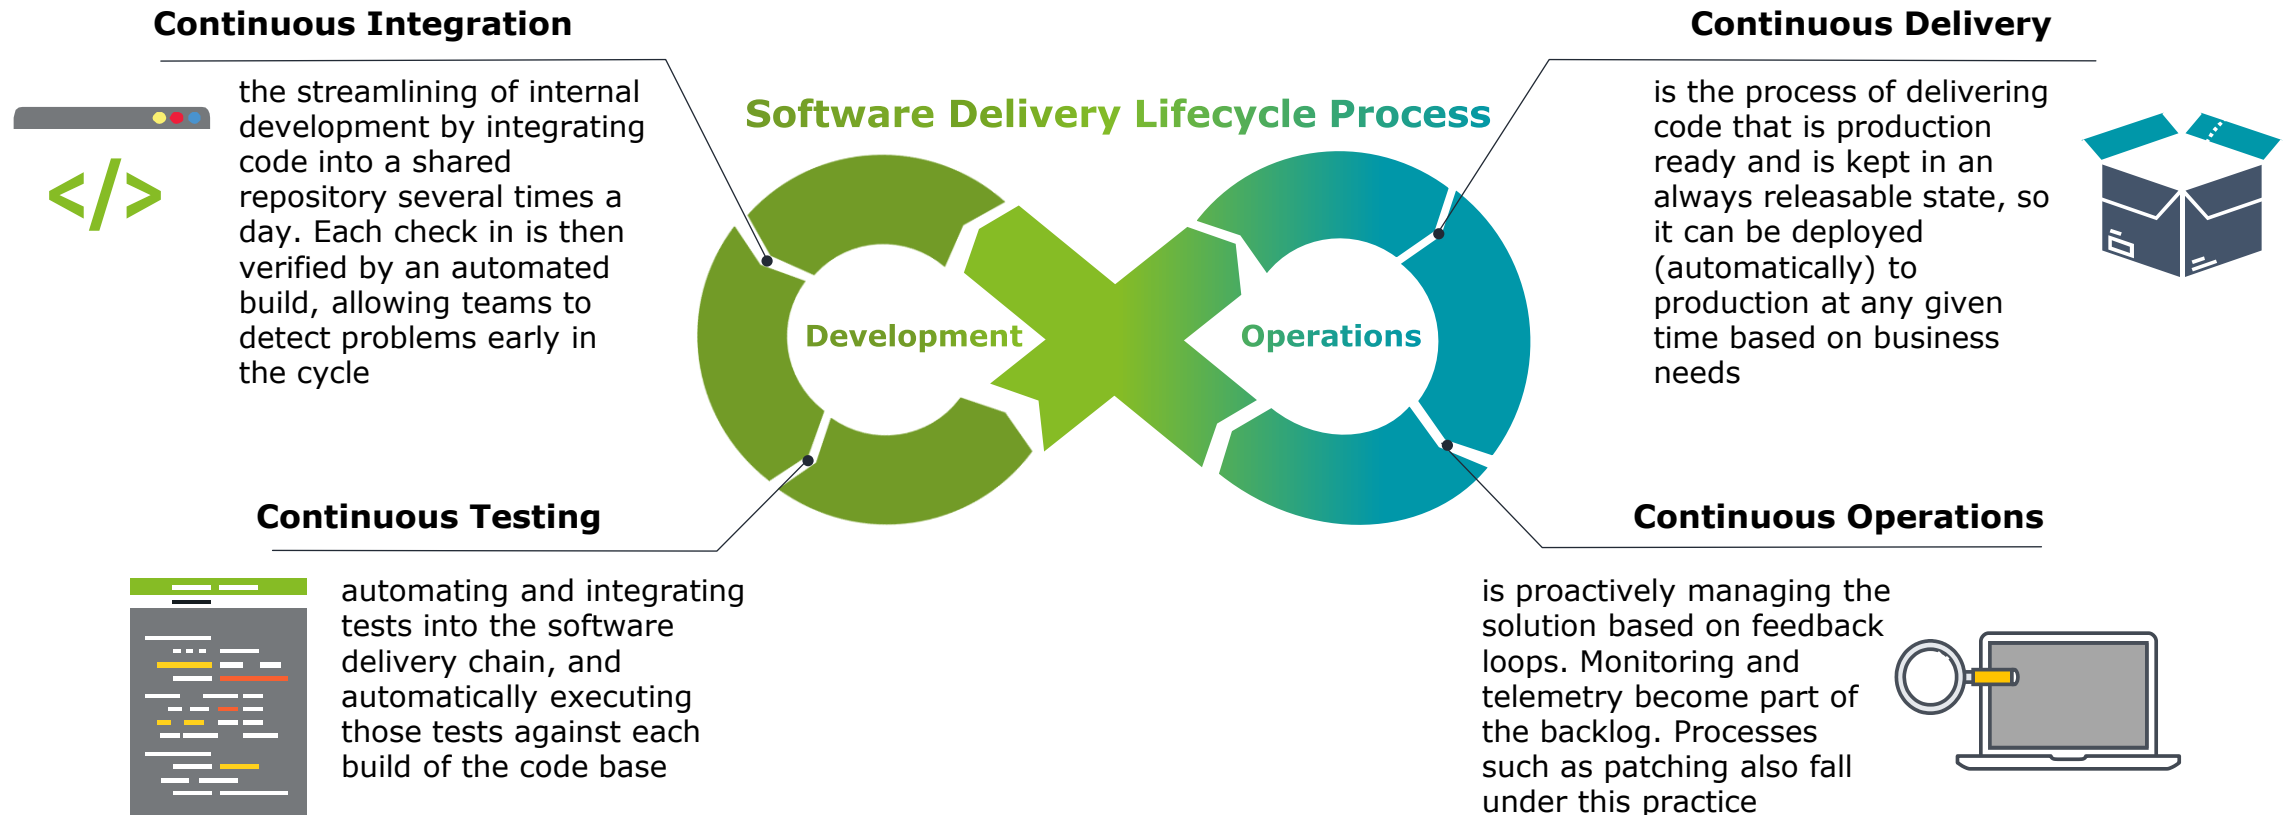 Continuous Integration
the streamlining of internal
development by integrating
code into a shared
repository several times a
day. Each check in is then
verified by an automated
build, allowing teams to
detect problems early in
the cycle
</>
Software Delivery Lifecycle Process
Development
Operations
Continuous Delivery
is the process of delivering
code that is production
ready and is kept in an
always releasable state, so
it can be deployed
(automatically) to
production at any given
time based on business
needs
Continuous Testing
automating and integrating
tests into the software
delivery chain, and
automatically executing
those tests against each
build of the code base
Continuous Operations
is proactively managing the
solution based on feedback
loops. Monitoring and
telemetry become part of
the backlog. Processes
such as patching also fall
under this practice